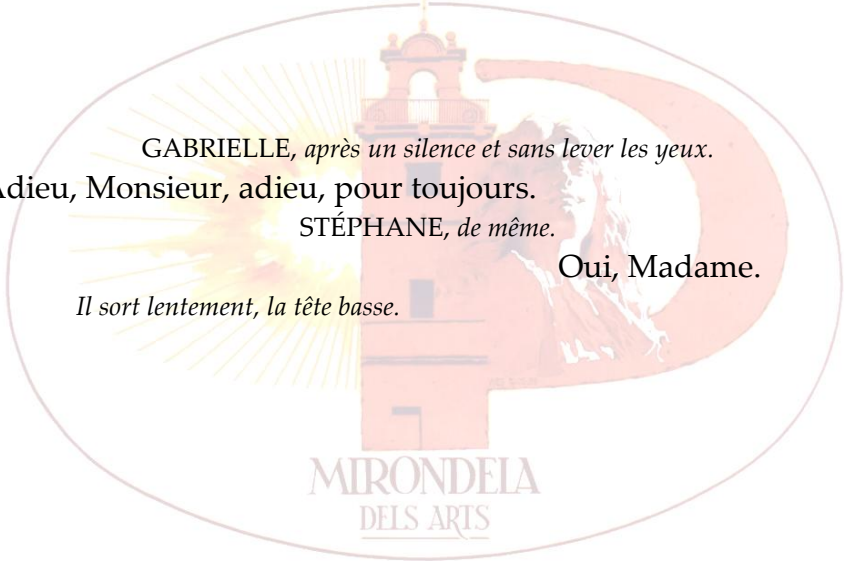 GABRIELLE, après un silence et sans lever les yeux.
Adieu, Monsieur, adieu, pour toujours.
STÉPHANE, de même.
Oui, Madame.
Il sort lentement, la tête basse.
MIRONDELA
DELS ARTS